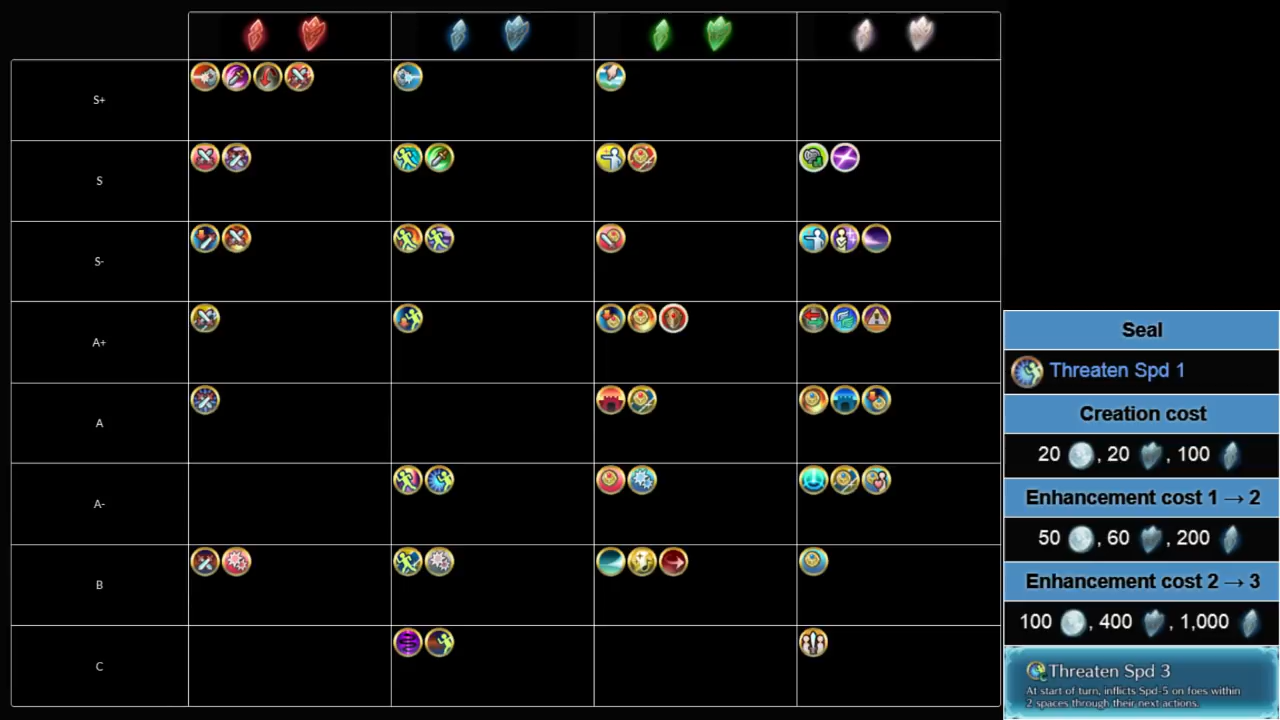 S+
S
S-
A+
A
A-
B
C
Seal
Threaten Spd 1
Creation cost
20 , 20 , 100
Enhancement cost 1 → 2
50 , 60 , 200
Enhancement cost 2 → 3
100 , 400 , 1,000
Threaten Spd 3
At start of turn, inflicts Spd-5 on foes within
2 spaces through their next actions.